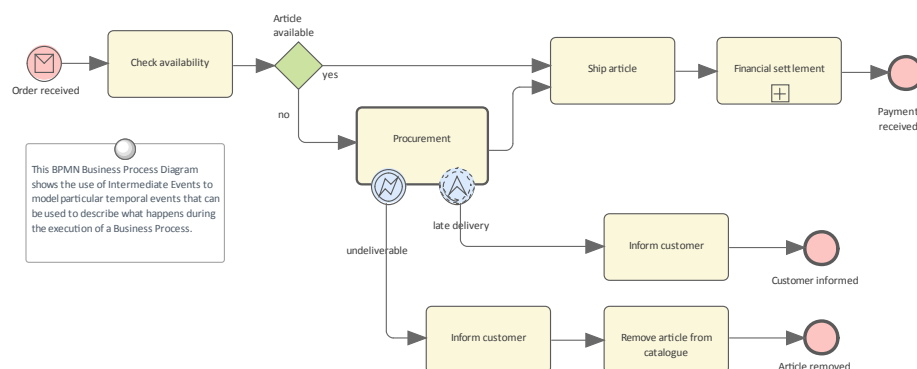 Article
available
Check availability
yes
Ship article
Financial settlement
Order received
Payment
received
no
Procurement
This BPMN Business Process Diagram
shows the use of Intermediate Events to
model particular temporal events that can
be used to describe what happens during
the execution of a Business Process.
late delivery
undeliverable
Inform customer
Customer informed
Inform customer
Remove article from
catalogue
Article removed